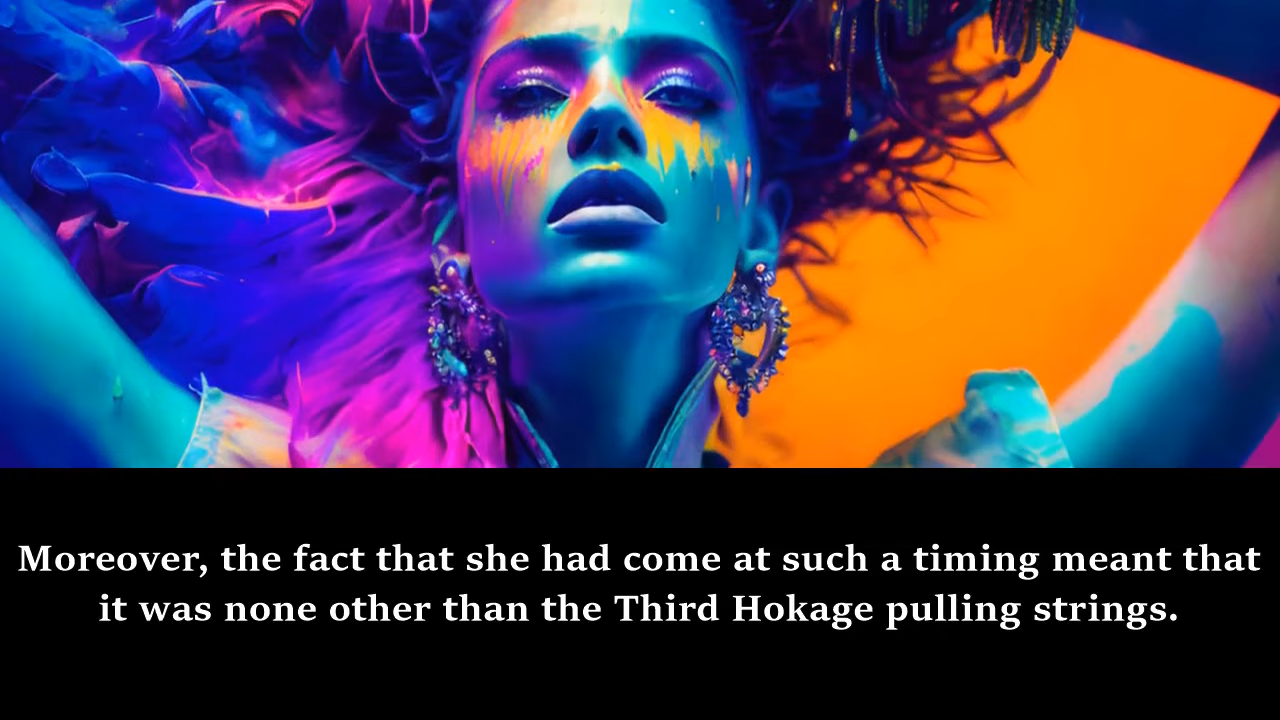 Moreover, the fact that she had come at such a timing meant that
it was none other than the Third Hokage pulling strings.